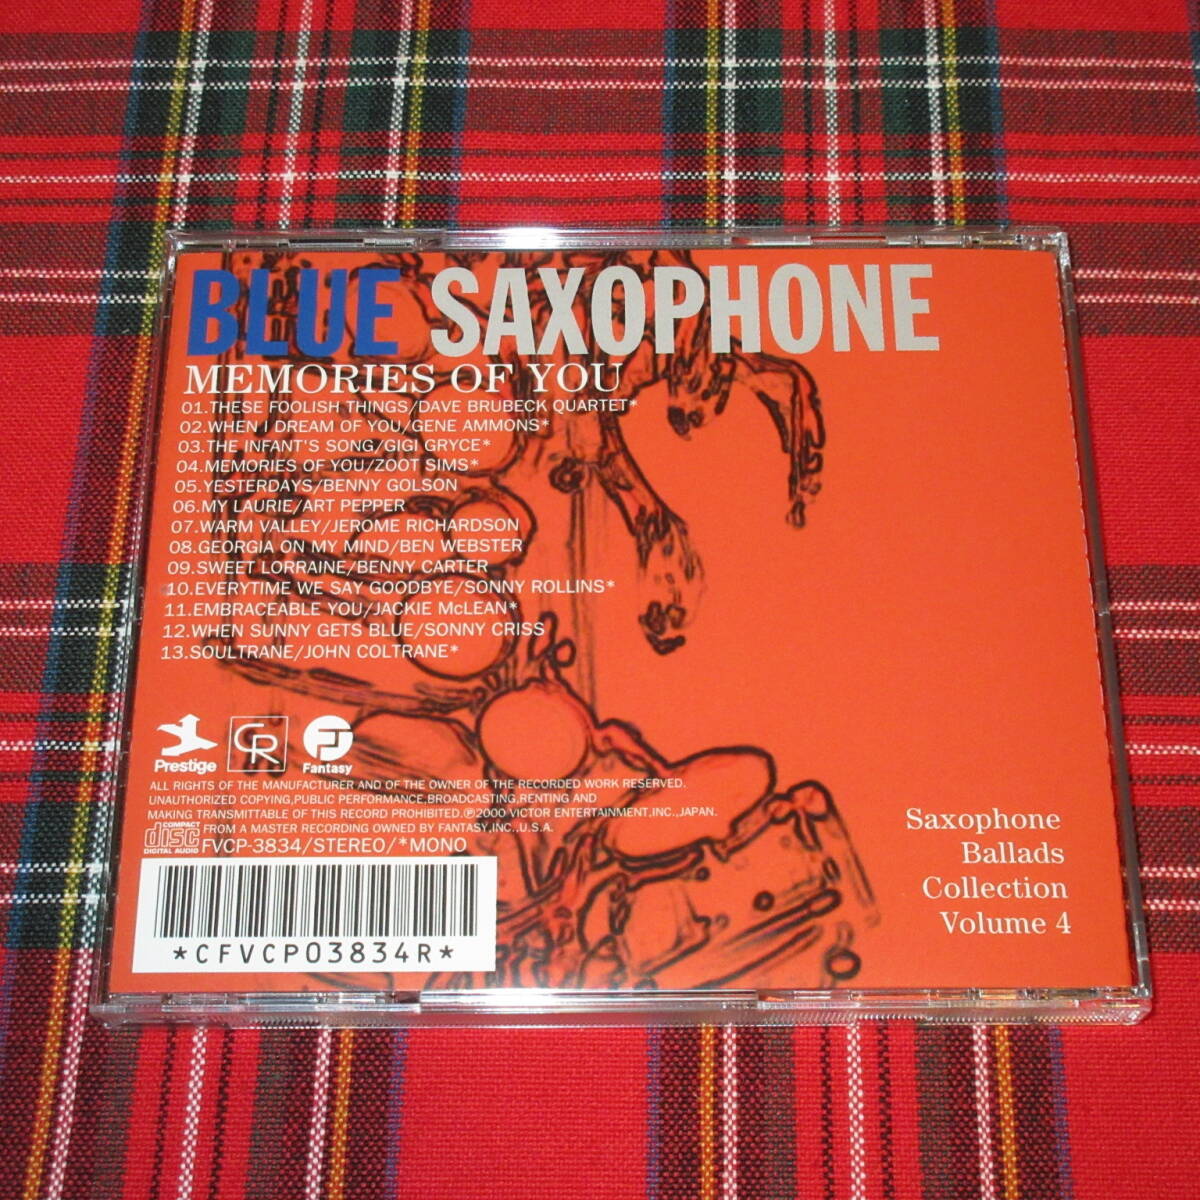 BLUE SAXOPHONE
MEMORIES OF YOU
01.THESE FOOLISH THINGS/DAVE BRUBECK QUARTET*
02.WHEN I DREAM OF YOU/GENE AMMONS*
03.THE INFANT'S SONG/GIGI GRYCE*
04.MEMORIES OF YOU/ZOOT SIMS*
05.YESTERDAYS/BENNY GOLSON
06.MY LAURIE/ART PEPPER
07.WARM VALLEY/JEROME RICHARDSON
08.GEORGIA ON MY MIND/BEN WEBSTER
09.SWEET LORRAINE/BENNY CARTER
10.EVERYTIME WE SAY GOODBYE/SONNY ROLLINS*
11.EMBRACEABLE YOU/JACKIE McLEAN*
12.WHEN SUNNY GETS BLUE/SONNY CRISS
13.SOULTRANE/JOHN COLTRANE*
Prestige
CR
FJ
Fantasy
ALL RIGHTS OF THE MANUFACTURER AND OF THE OWNER OF THE RECORDED WORK RESERVED.
UNAUTHORIZED COPYING,PUBLIC PERFORMANCE,BROADCASTING,RENTING AND
MAKING TRANSMITTABLE OF THIS RECORD PROHIBITED.℗2000 VICTOR ENTERTAINMENT,INC.,JAPAN.
FROM A MASTER RECORDING OWNED BY FANTASY,INC.,U.S.A.
COMPACT
disc
DIGITAL AUDIO
FVCP-3834/STEREO/*MONO
*CFVCP03834R*
Saxophone
Ballads
Collection
Volume 4